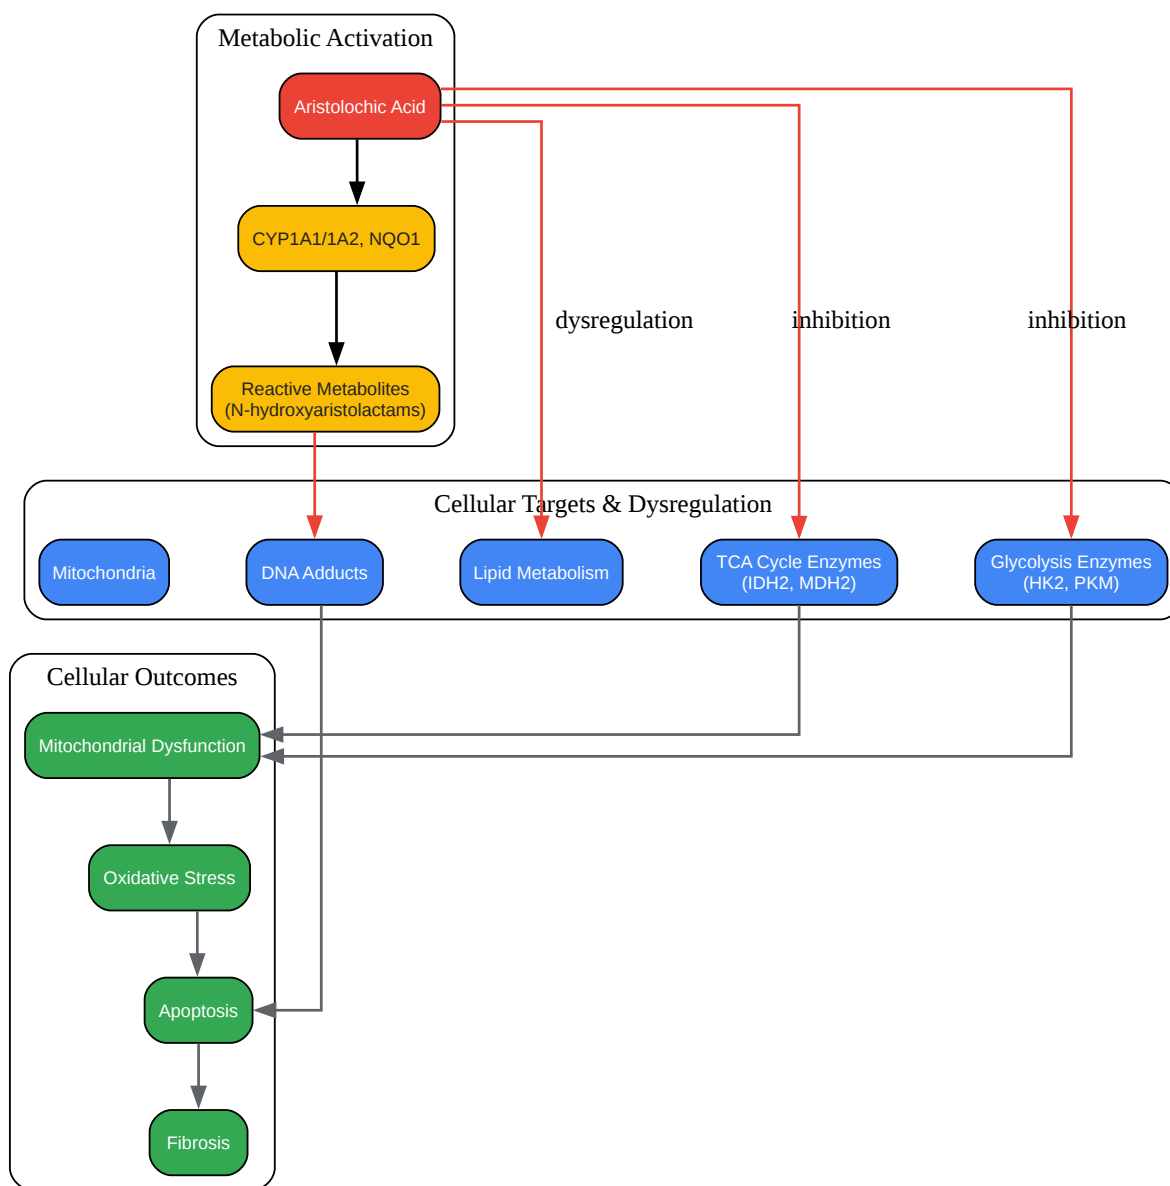 Metabolic Activation
Aristolochic Acid
CYP1A1/1A2, NQO1
dysregulation
inhibition
inhibition
Reactive Metabolites
(N-hydroxyaristolactams)
Cellular Targets & Dysregulation
Mitochondria
DNA Adducts
Lipid Metabolism
TCA Cycle Enzymes
(IDH2, MDH2)
Glycolysis Enzymes
(HK2, PKM)
Cellular Outcomes
Mitochondrial Dysfunction
Oxidative Stress
Apoptosis
Fibrosis